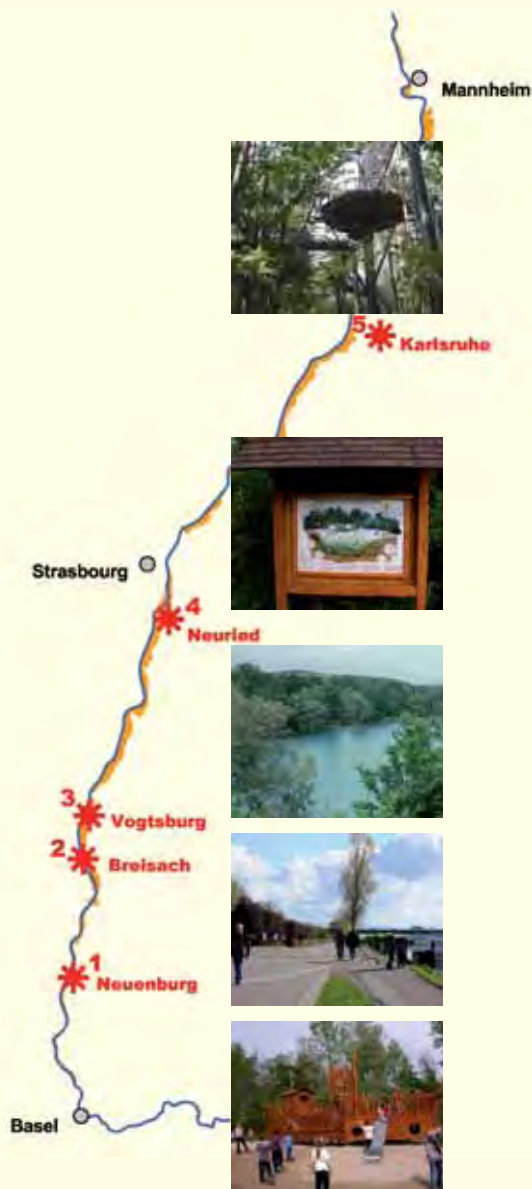 Mannheim
5
Karlsruhe
Strasbourg
4
Neuried
3
Vogtsburg
2
Breisach
1
Neuenburg
Basel